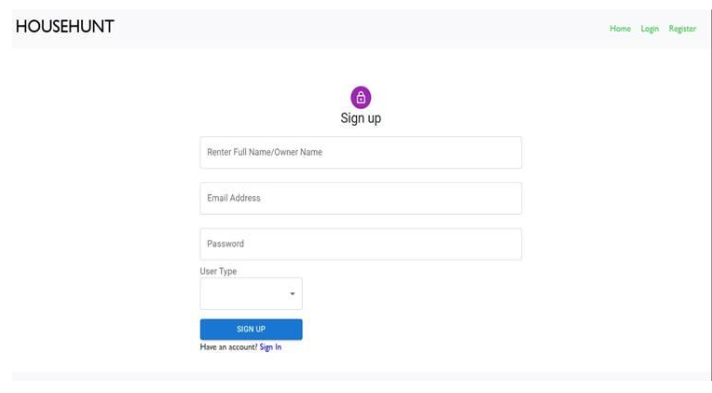 HOUSEHUNT
Home Login Register
Sign up
Renter Full Name/Owner Name
Email Address
Password
User Type
SIGN UP
Have an account? Sign In